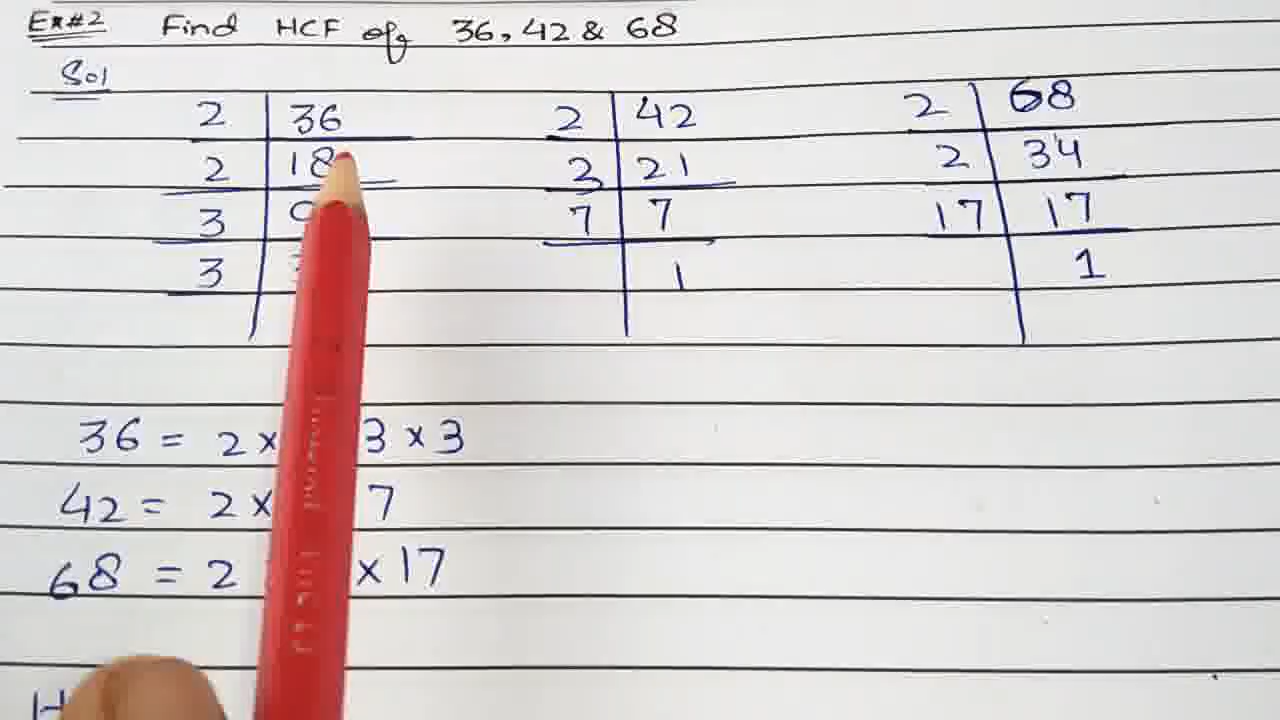 Ex#2 Find HCF of 36, 42 & 68
Sol
2 36 2 42 2 68
2 18 3 21 2 34
3 9 7 7 17 17
3 1 1
36 = 2 × 3 × 3
42 = 2 × 7
68 = 2 × 17
H